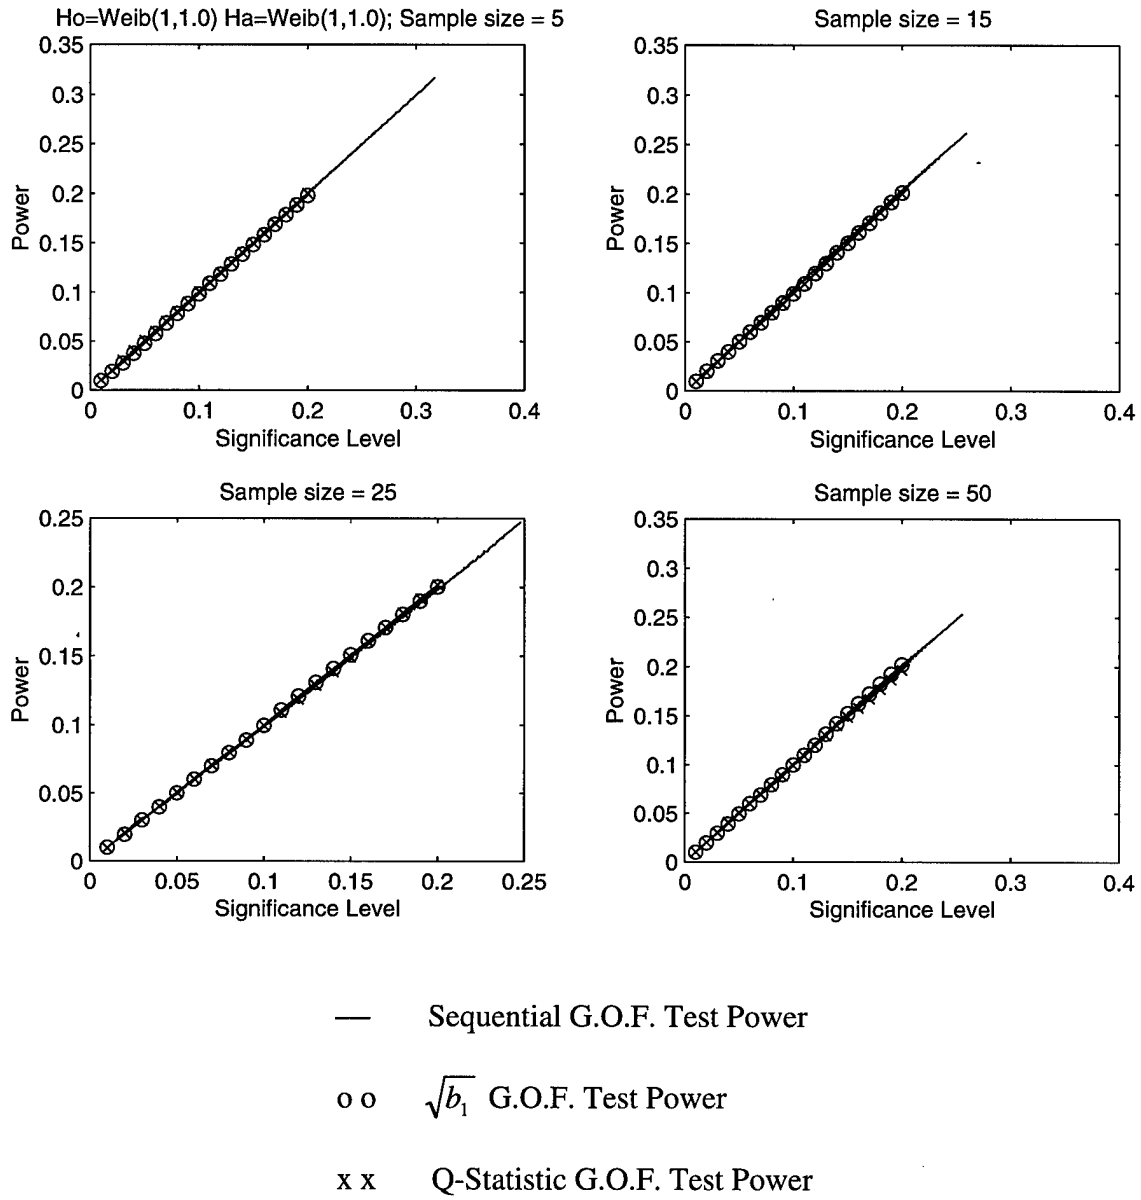 Ho=Weib(1,1.0) Ha=Weib(1,1.0); Sample size = 5
0.35
0.3
0.25
0.2
0.15
0.1
0.05
0
Power
0 0.1 0.2 0.3 0.4
Significance Level
Sample size = 15
0.35
0.3
0.25
0.2
0.15
0.1
0.05
0
Power
0 0.1 0.2 0.3 0.4
Significance Level
Sample size = 25
0.25
0.2
0.15
0.1
0.05
0
Power
0 0.05 0.1 0.15 0.2 0.25
Significance Level
Sample size = 50
0.35
0.3
0.25
0.2
0.15
0.1
0.05
0
Power
0 0.1 0.2 0.3 0.4
Significance Level
— Sequential G.O.F. Test Power
o o √b₁ G.O.F. Test Power
x x Q-Statistic G.O.F. Test Power